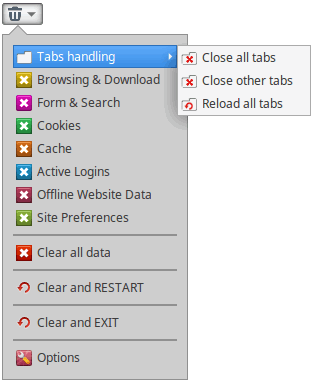 Tabs handling
Close all tabs
Close other tabs
Reload all tabs
Browsing & Download
Form & Search
Cookies
Cache
Active Logins
Offline Website Data
Site Preferences
Clear all data
Clear and RESTART
Clear and EXIT
Options